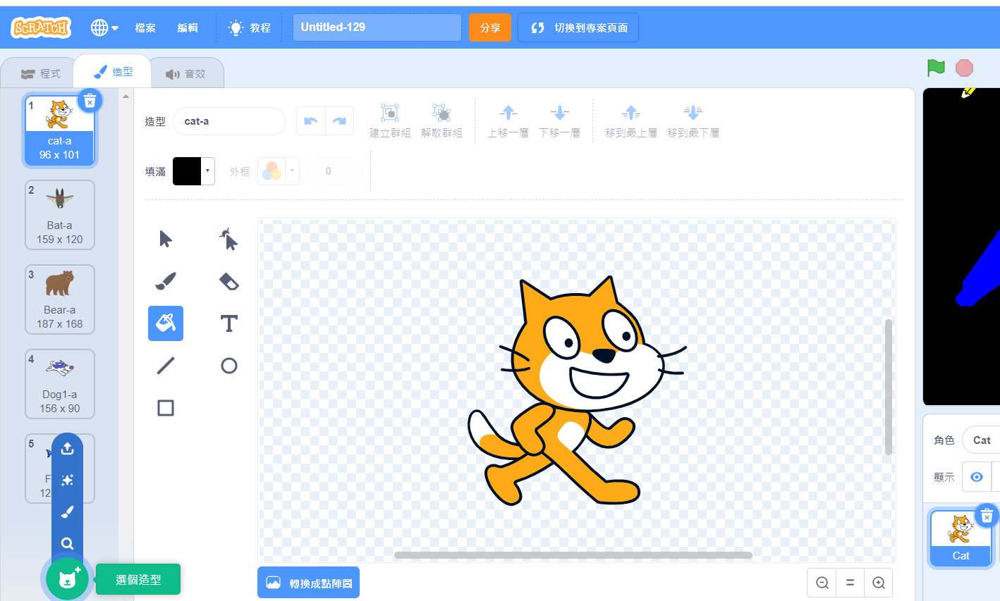 SCRATCH 檔案 編輯 教程 Untitled-129 分享 切換到專案頁面
程式 造型 音效
1
cat-a
96 x 101
2
Bat-a
159 x 120
3
Bear-a
187 x 168
4
Dog1-a
156 x 90
5
F
12
選個造型
造型 cat-a 建立群組 解散群組 上移一層 下移一層 移到最上層 移到最下層
填滿 外框 0
轉換成點陣圖
角色 Cat
顯示
Cat